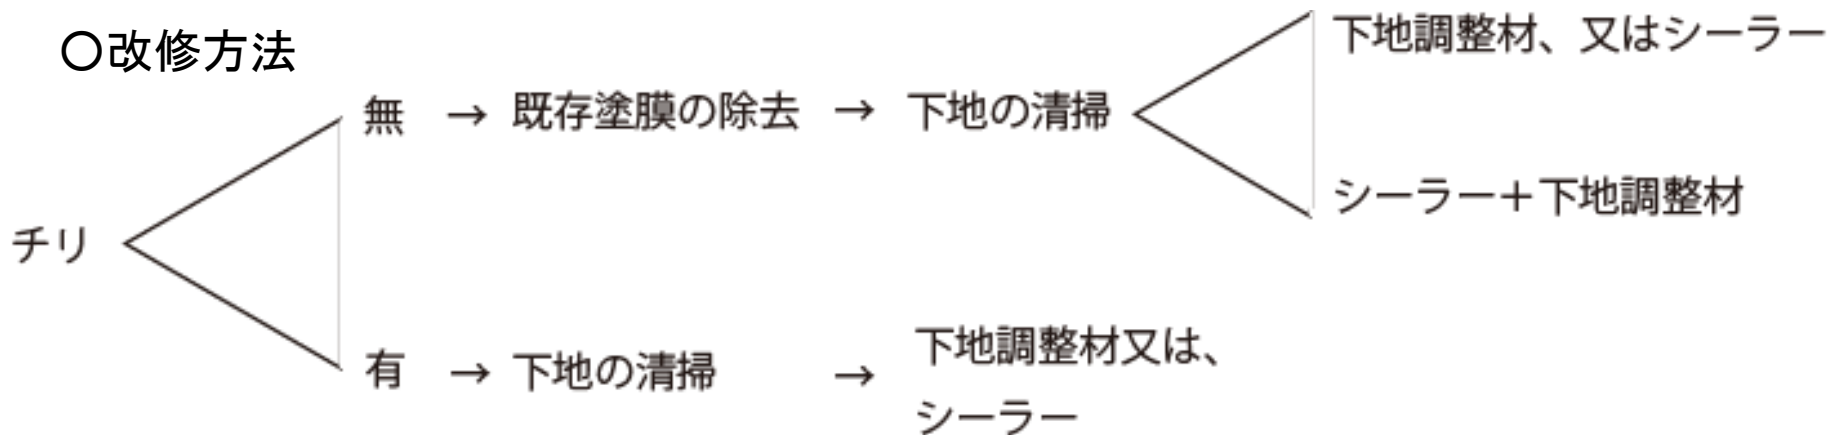 〇改修方法
下地調整材、又はシーラー
無 → 既存塗膜の除去 → 下地の清掃
シーラー＋下地調整材
チリ
有 → 下地の清掃 → 下地調整材又は、
シーラー